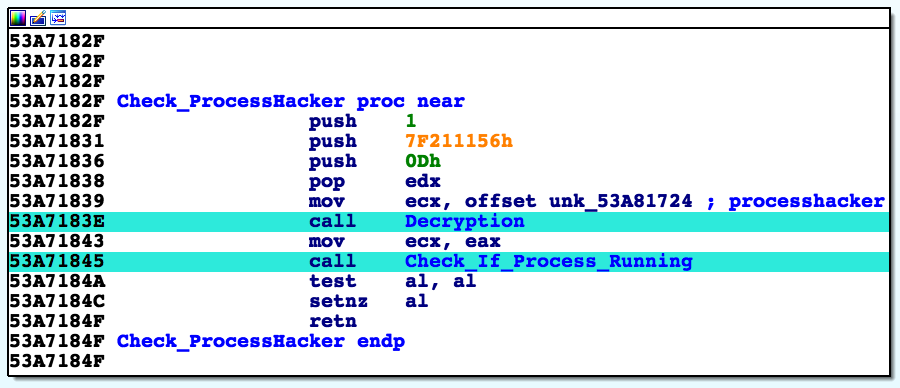 53A7182F
53A7182F
53A7182F
53A7182F Check_ProcessHacker proc near
53A7182F push 1
53A71831 push 7F211156h
53A71836 push 0Dh
53A71838 pop edx
53A71839 mov ecx, offset unk_53A81724 ; processhacker
53A7183E call Decryption
53A71843 mov ecx, eax
53A71845 call Check_If_Process_Running
53A7184A test al, al
53A7184C setnz al
53A7184F retn
53A7184F Check_ProcessHacker endp
53A7184F